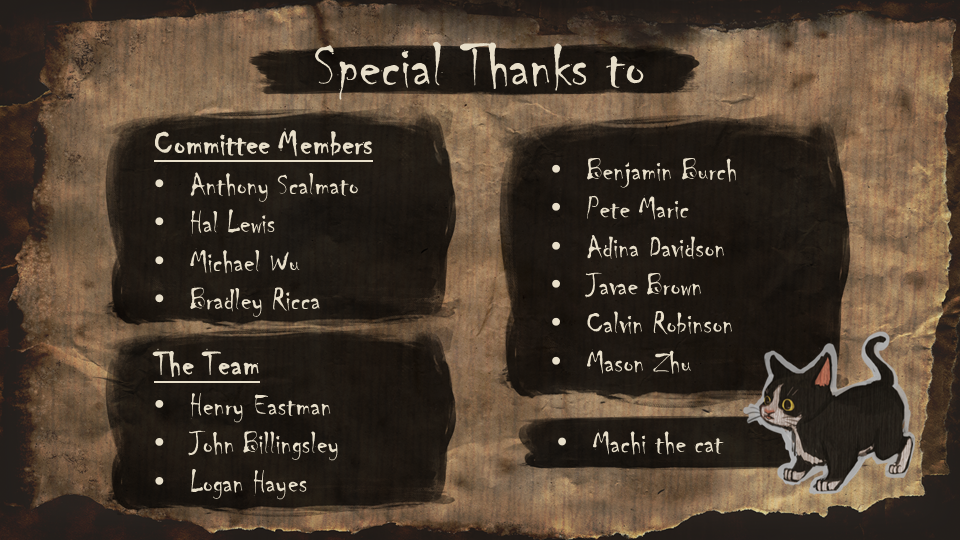 Special Thanks to
Committee Members
• Anthony Scalmato
• Hal Lewis
• Michael Wu
• Bradley Ricca
The Team
• Henry Eastman
• John Billingsley
• Logan Hayes
• Benjamin Burch
• Pete Maric
• Adina Davidson
• Javae Brown
• Calvin Robinson
• Mason Zhu
• Machi the cat